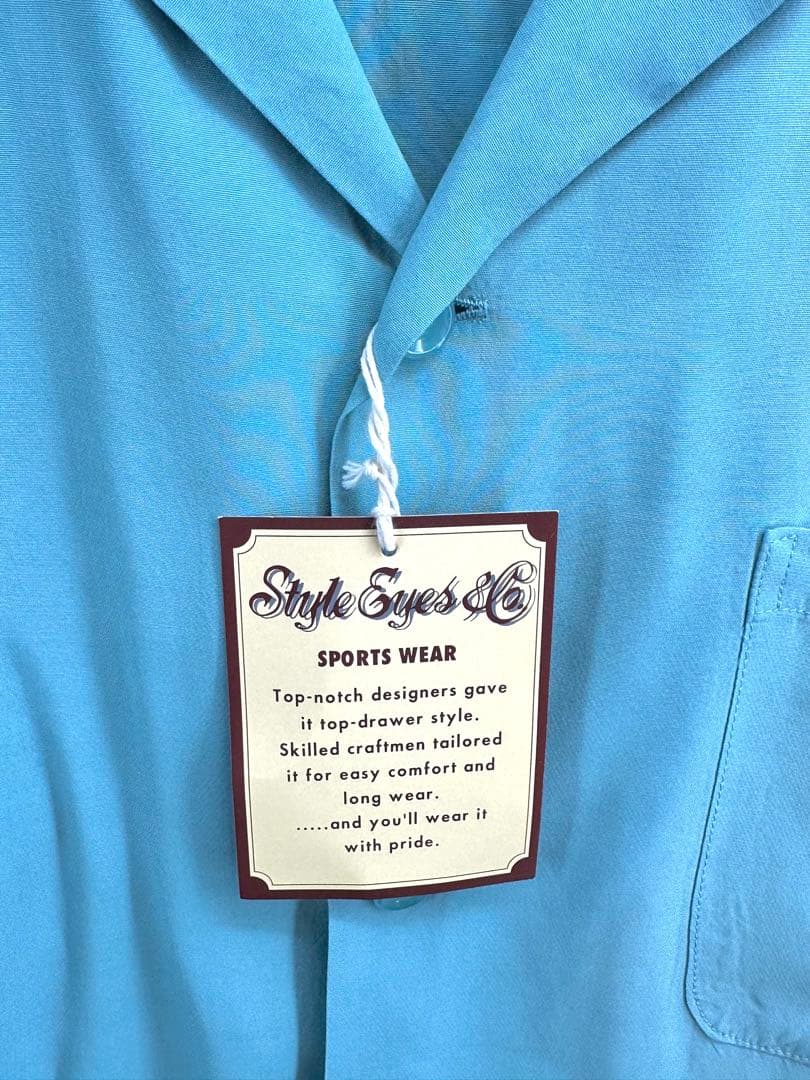 Style Eyes & Co.
SPORTS WEAR
Top-notch designers gave
it top-drawer style.
Skilled craftmen tailored
it for easy comfort and
long wear.
.....and you'll wear it
with pride.